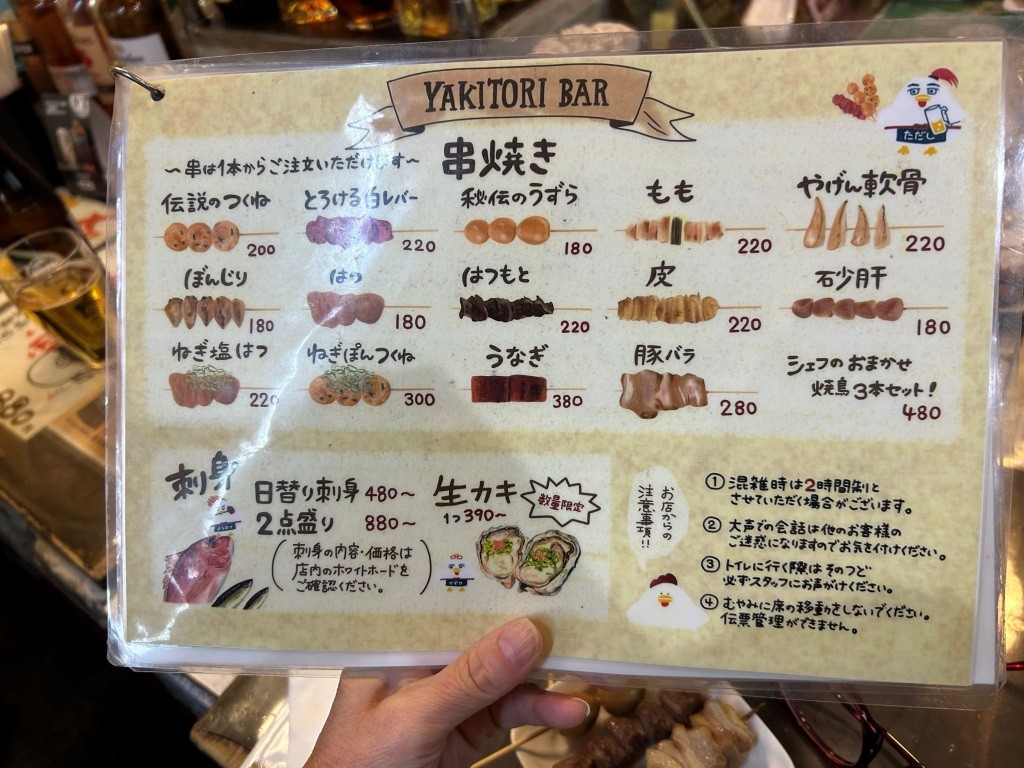 YAKITORI BAR
ただし
串焼き
～串は1本からご注文いただけます～
伝説のつくね
200
とろける白レバー
220
秘伝のうずら
180
もも
220
やげん軟骨
220
ぼんじり
180
はつ
180
はつもと
220
皮
220
砂肝
180
ねぎ塩はつ
220
ねぎぽんつくね
300
うなぎ
380
豚バラ
280
シェフのおまかせ
焼鳥3本セット!
480
刺身
日替り刺身 480～
2点盛り 880～
(刺身の内容・価格は
店内のホワイトボードを
ご確認ください。)
生カキ
1つ390～
数量限定
お店からの
注意事項!!
① 混雑時は2時間制と
させていただく場合がございます。
② 大声での会話は他のお客様の
ご迷惑になりますのでお気を付けください。
③ トイレに行く際はそのつど
必ずスタッフにお声がけください。
④ むやみに席の移動をしないでください。
伝票管理ができません。
880